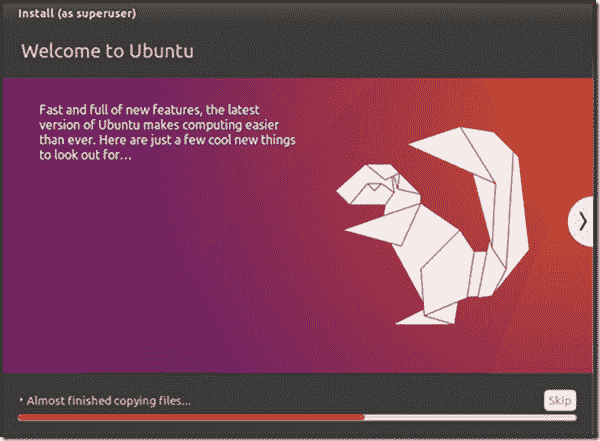 Install (as superuser)
Welcome to Ubuntu
Fast and full of new features, the latest
version of Ubuntu makes computing easier
than ever. Here are just a few cool new things
to look out for...
Almost finished copying files...
Skip